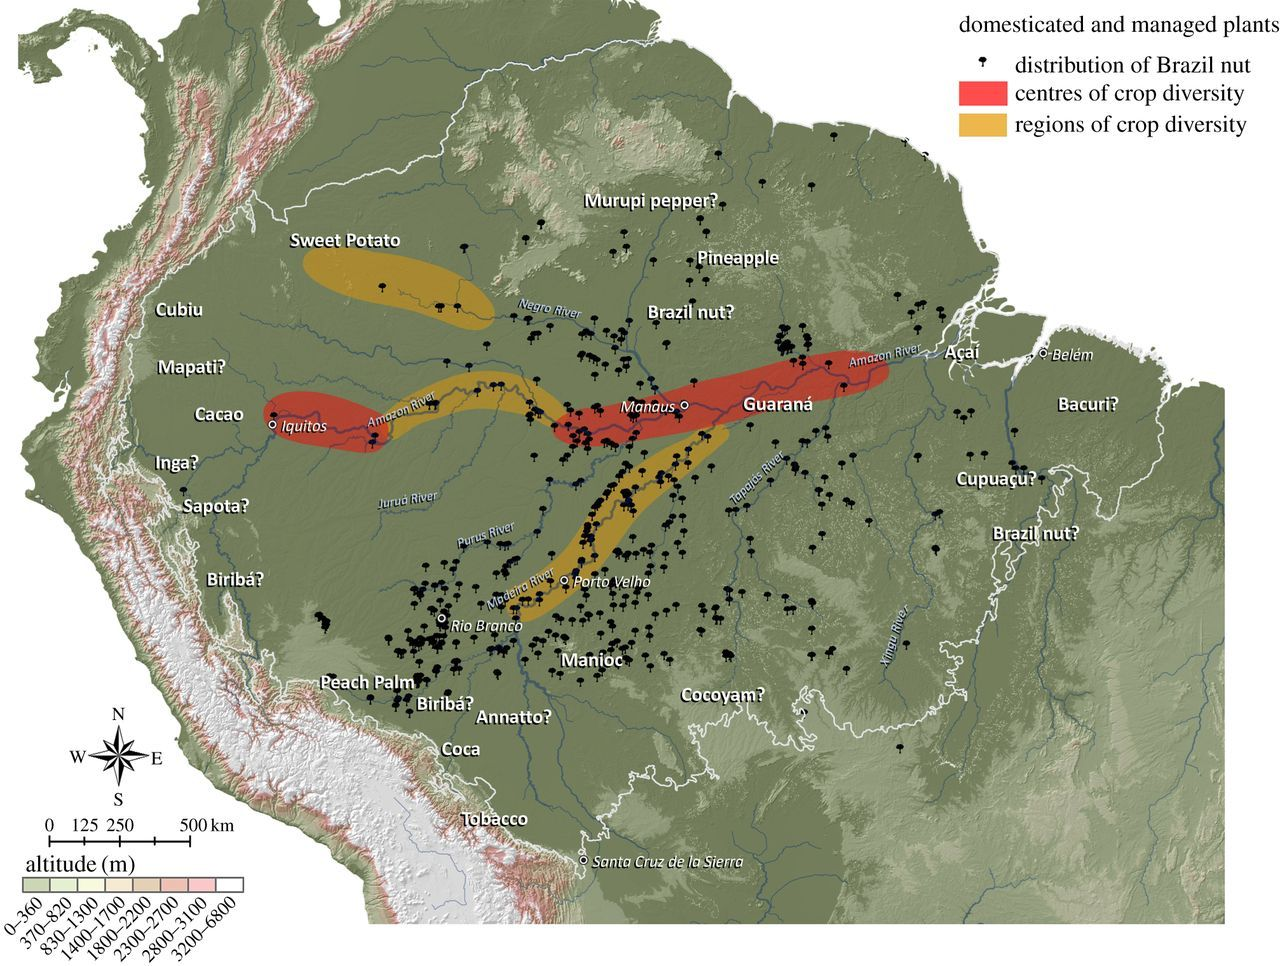 domesticated and managed plants
distribution of Brazil nut
centres of crop diversity
regions of crop diversity
Murupi pepper?
Sweet Potato
Pineapple
Cubiu
Negro River
Brazil nut?
Mapati?
Amazon River
Açaí
Belém
Cacao
Iquitos
Amazon River
Manaus
Guaraná
Bacuri?
Inga?
Sapota?
Juruá River
Tapajós River
Cupuaçu?
Purus River
Brazil nut?
Biribá?
Madeira River
Porto Velho
Rio Branco
Xingu River
Manioc
Peach Palm
Biribá?
Cocoyam?
Annatto?
Coca
Tobacco
Santa Cruz de la Sierra
N
W E
S
0 125 250 500 km
altitude (m)
0–360
370–820
830–1300
1400–1700
1800–2200
2300–2700
2800–3100
3200–6800